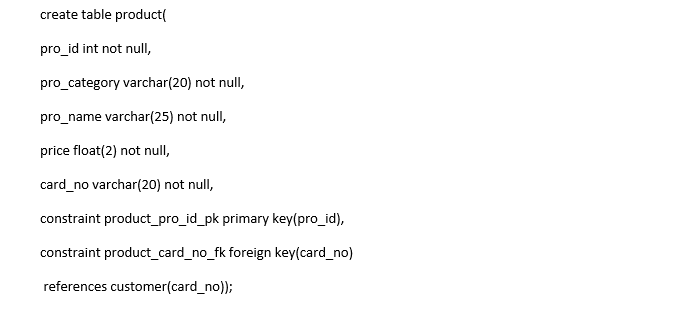 create table product(
pro_id int not null,
pro_category varchar(20) not null,
pro_name varchar(25) not null,
price float(2) not null,
card_no varchar(20) not null,
constraint product_pro_id_pk primary key(pro_id),
constraint product_card_no_fk foreign key(card_no)
references customer(card_no));